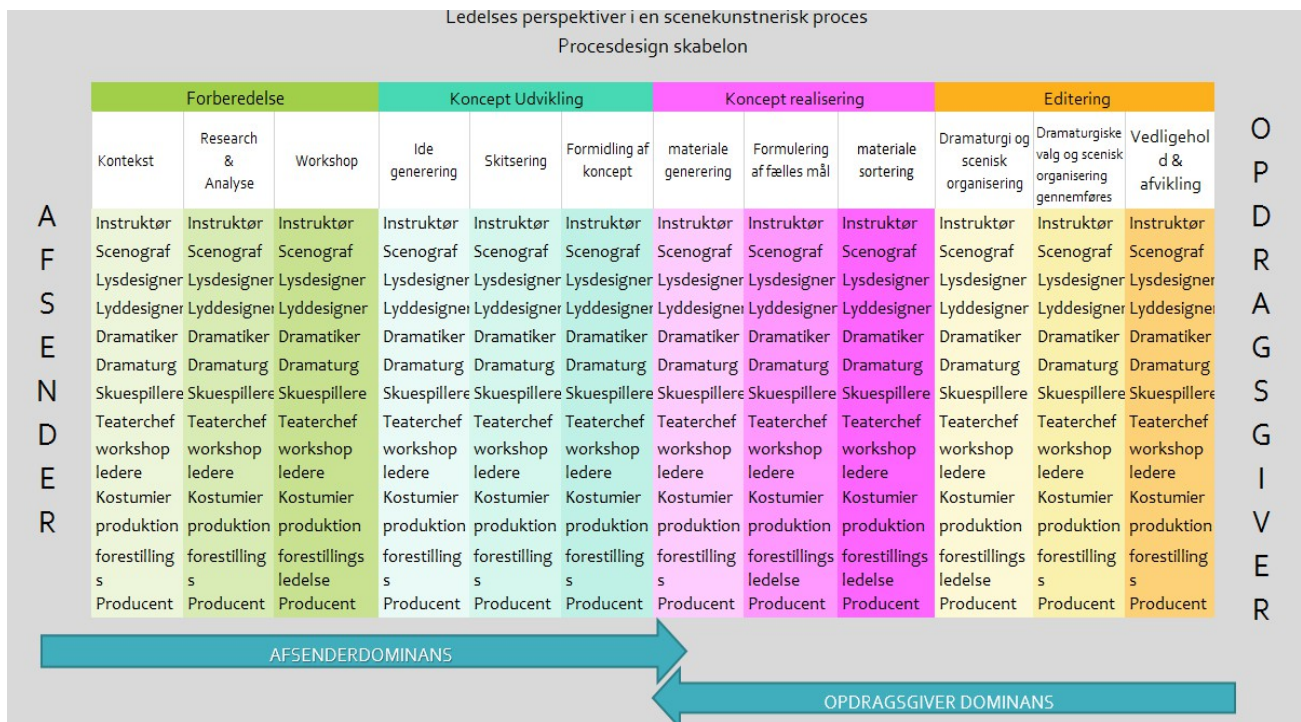 Ledelses perspektiver i en scenekunstnerisk proces
Procesdesign skabelon
Forberedelse Koncept Udvikling Koncept realisering Editering
Kontekst
Research
&
Analyse
Workshop
Ide
generering
Skitsering
Formidling af
koncept
materiale
generering
Formulering
af fælles mål
materiale
sortering
Dramaturgi og
scenisk
organisering
Dramaturgiske
valg og scenisk
organisering
gennemføres
Vedligehol
d &
afvikling
Instruktør Instruktør Instruktør Instruktør Instruktør Instruktør Instruktør Instruktør Instruktør Instruktør Instruktør Instruktør
Scenograf Scenograf Scenograf Scenograf Scenograf Scenograf Scenograf Scenograf Scenograf Scenograf Scenograf Scenograf
Lysdesigner Lysdesigner Lysdesigner Lysdesigner Lysdesigner Lysdesigner Lysdesigner Lysdesigner Lysdesigner Lysdesigner Lysdesigner Lysdesigner
Lyddesigner Lyddesigner Lyddesigner Lyddesigner Lyddesigner Lyddesigner Lyddesigner Lyddesigner Lyddesigner Lyddesigner Lyddesigner Lyddesigner
Dramatiker Dramatiker Dramatiker Dramatiker Dramatiker Dramatiker Dramatiker Dramatiker Dramatiker Dramatiker Dramatiker Dramatiker
Dramaturg Dramaturg Dramaturg Dramaturg Dramaturg Dramaturg Dramaturg Dramaturg Dramaturg Dramaturg Dramaturg Dramaturg
Skuespillere Skuespillere Skuespillere Skuespillere Skuespillere Skuespillere Skuespillere Skuespillere Skuespillere Skuespillere Skuespillere Skuespillere
Teaterchef Teaterchef Teaterchef Teaterchef Teaterchef Teaterchef Teaterchef Teaterchef Teaterchef Teaterchef Teaterchef Teaterchef
workshop workshop workshop workshop workshop workshop workshop workshop workshop workshop workshop workshop
ledere ledere ledere ledere ledere ledere ledere ledere ledere ledere ledere ledere
Kostumier Kostumier Kostumier Kostumier Kostumier Kostumier Kostumier Kostumier Kostumier Kostumier Kostumier Kostumier
produktion produktion produktion produktion produktion produktion produktion produktion produktion produktion produktion produktion
forestilling forestilling forestillings forestilling forestilling forestilling forestilling forestillings forestillings forestillings forestilling forestilling
s s ledelse s s s s ledelse ledelse ledelse s s
Producent Producent Producent Producent Producent Producent Producent Producent Producent Producent Producent Producent
AFSENDER
OPDRAGSGIVER
AFSENDERDOMINANS
OPDRAGSGIVER DOMINANS